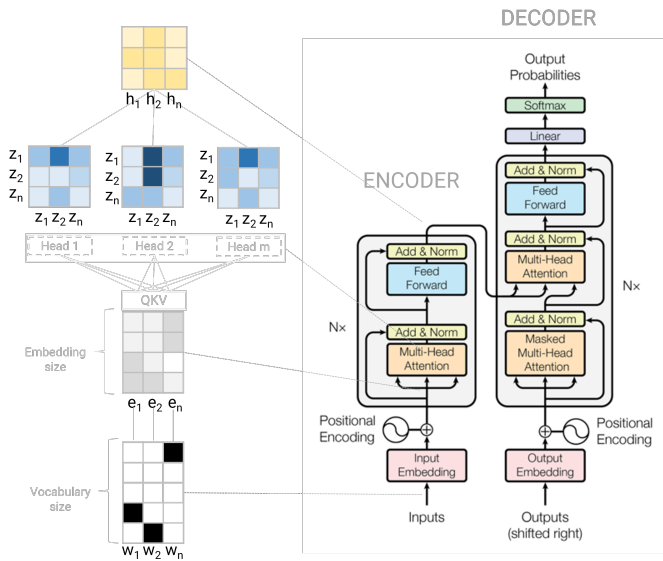 DECODER
h1 h2 hn
z1
z2
zn
z1 z2 zn
z1
z2
zn
z1 z2 zn
z1
z2
zn
z1 z2 zn
Head 1
Head 2
Head m
QKV
Embedding
size
e1 e2 en
Vocabulary
size
w1 w2 wn
ENCODER
Add & Norm
Feed
Forward
Nx
Add & Norm
Multi-Head
Attention
Positional
Encoding
Input
Embedding
Inputs
Output
Probabilities
Softmax
Linear
Add & Norm
Feed
Forward
Add & Norm
Multi-Head
Attention
Nx
Add & Norm
Masked
Multi-Head
Attention
Positional
Encoding
Output
Embedding
Outputs
(shifted right)